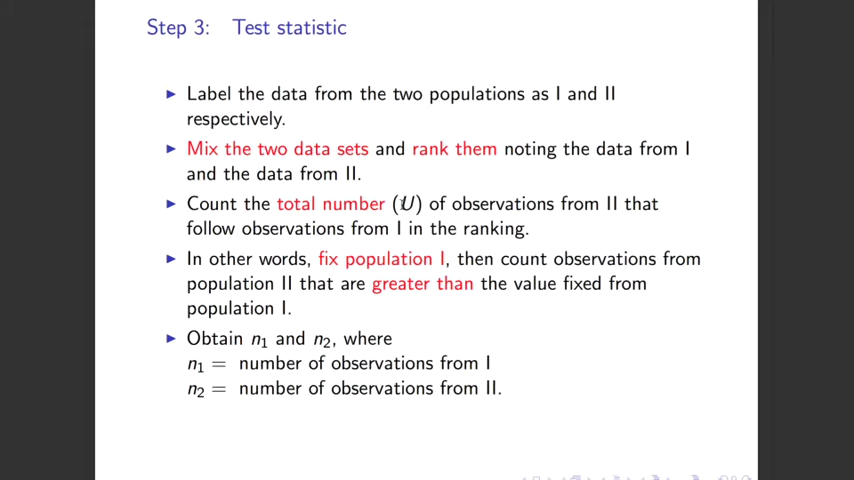 Step 3: Test statistic
▶ Label the data from the two populations as I and II
respectively.
▶ Mix the two data sets and rank them noting the data from I
and the data from II.
▶ Count the total number (U) of observations from II that
follow observations from I in the ranking.
▶ In other words, fix population I, then count observations from
population II that are greater than the value fixed from
population I.
▶ Obtain n₁ and n₂, where
n₁ = number of observations from I
n₂ = number of observations from II.